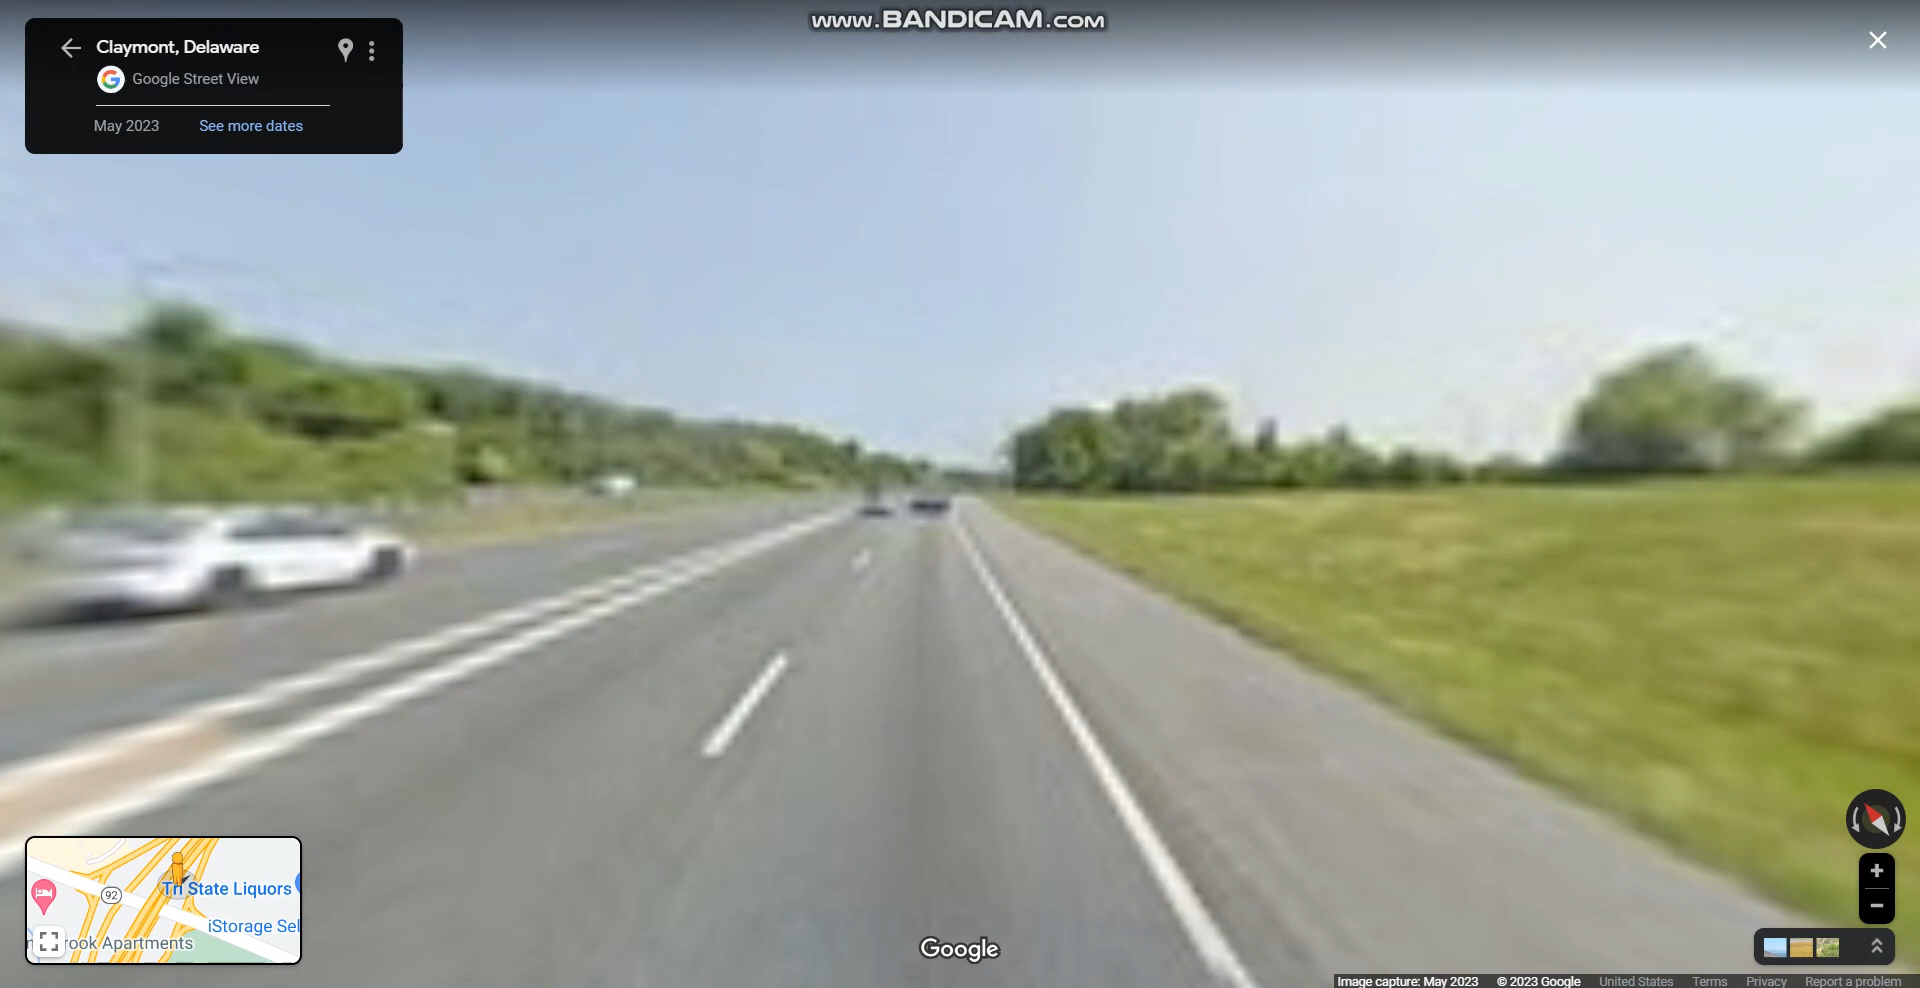 www.BANDICAM.com
Claymont, Delaware
Google Street View
May 2023 See more dates
92
Tri State Liquors
iStorage Sel
rook Apartments
Google
Image capture: May 2023 © 2023 Google United States Terms Privacy Report a problem